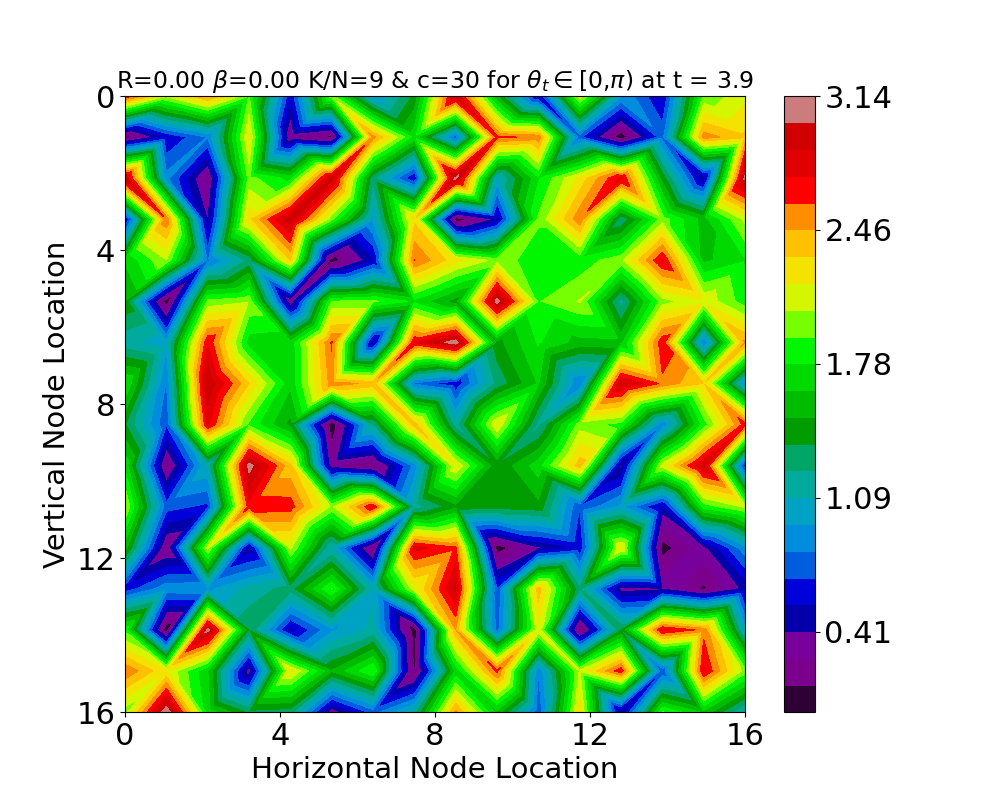 R=0.00 β=0.00 K/N=9 & c=30 for θ_t ∈ [0,π) at t = 3.9
0
4
8
12
16
Vertical Node Location
0 4 8 12 16
Horizontal Node Location
3.14
2.46
1.78
1.09
0.41